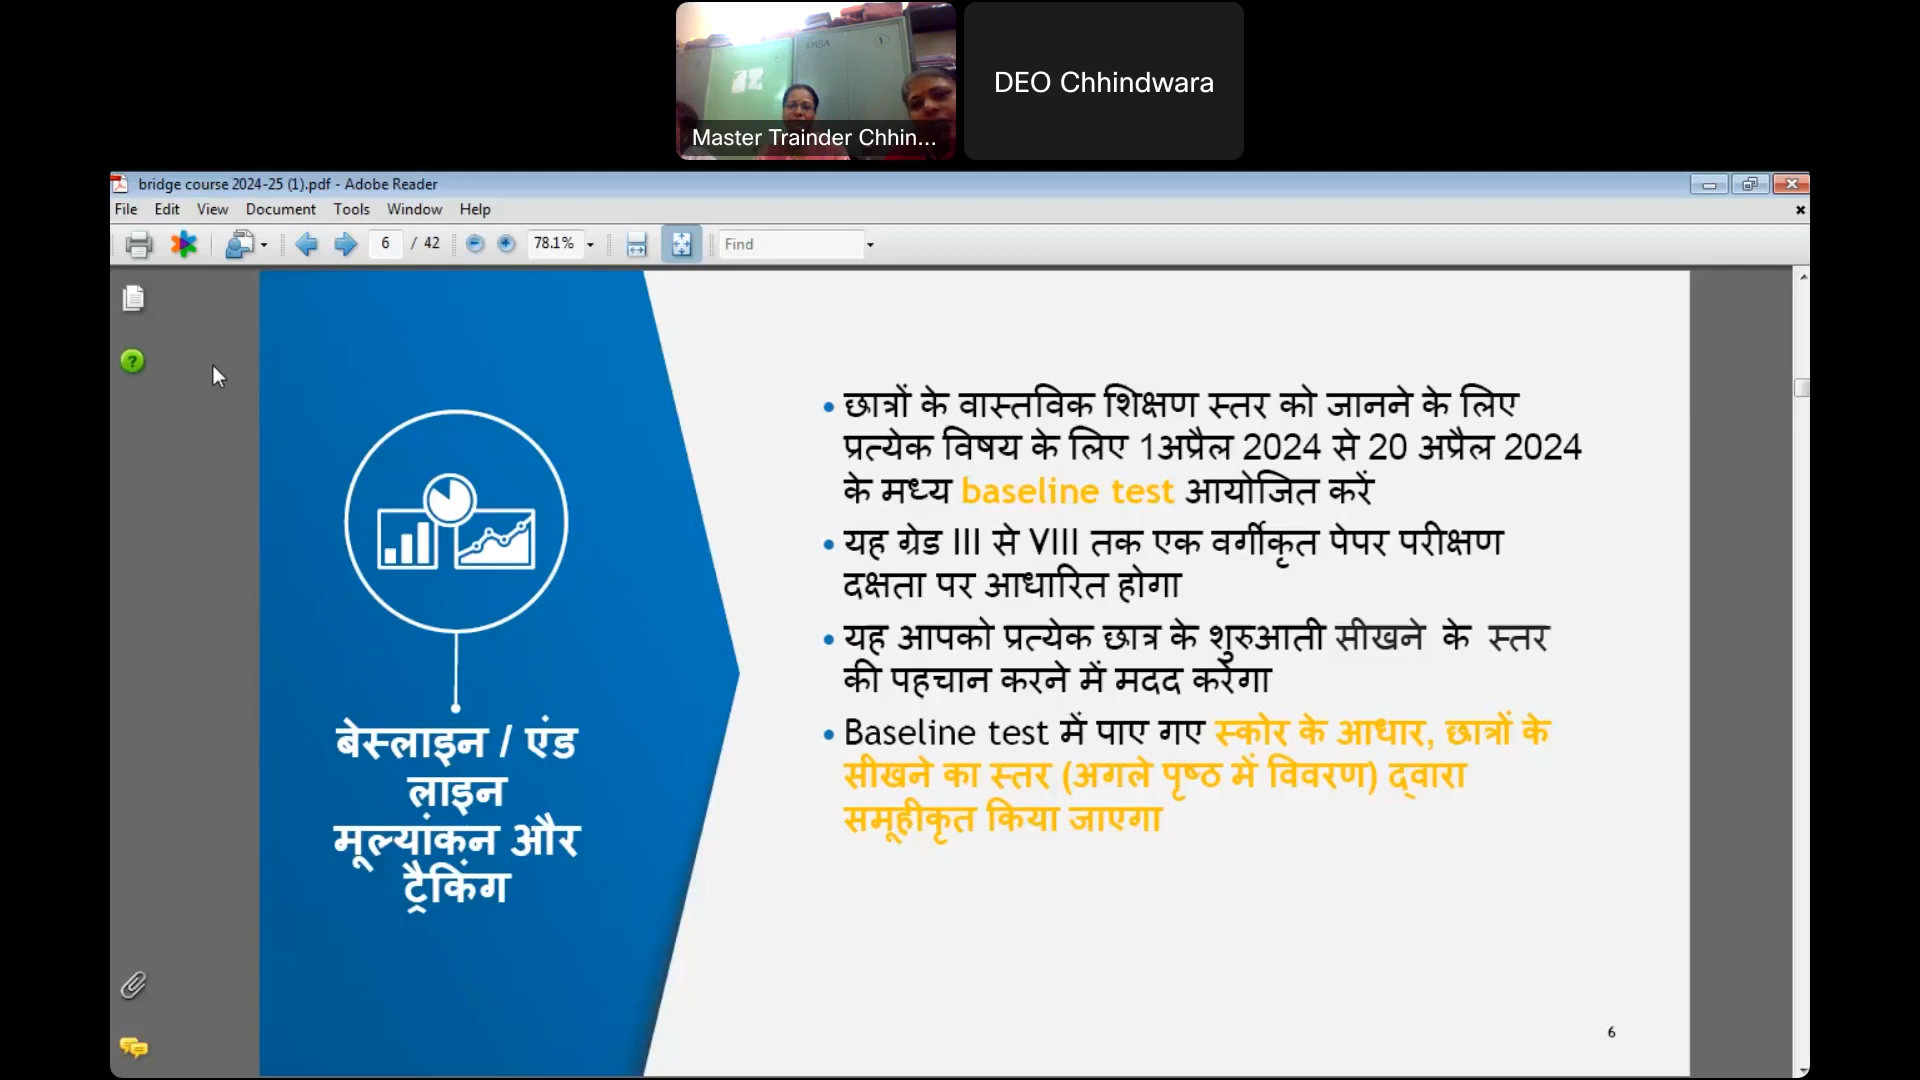 KMSA
1
Master Trainder Chhin...
DEO Chhindwara
bridge course 2024-25 (1).pdf - Adobe Reader
File Edit View Document Tools Window Help
6 / 42 78.1% Find
बेस्लाइन / एंड
लाइन
मूल्यांकन और
ट्रैकिंग
• छात्रों के वास्तविक शिक्षण स्तर को जानने के लिए
प्रत्येक विषय के लिए 1अप्रैल 2024 से 20 अप्रैल 2024
के मध्य baseline test आयोजित करें
• यह ग्रेड III से VIII तक एक वर्गीकृत पेपर परीक्षण
दक्षता पर आधारित होगा
• यह आपको प्रत्येक छात्र के शुरुआती सीखने के स्तर
की पहचान करने में मदद करेगा
• Baseline test में पाए गए स्कोर के आधार, छात्रों के
सीखने का स्तर (अगले पृष्ठ में विवरण) द्वारा
समूहीकृत किया जाएगा
6